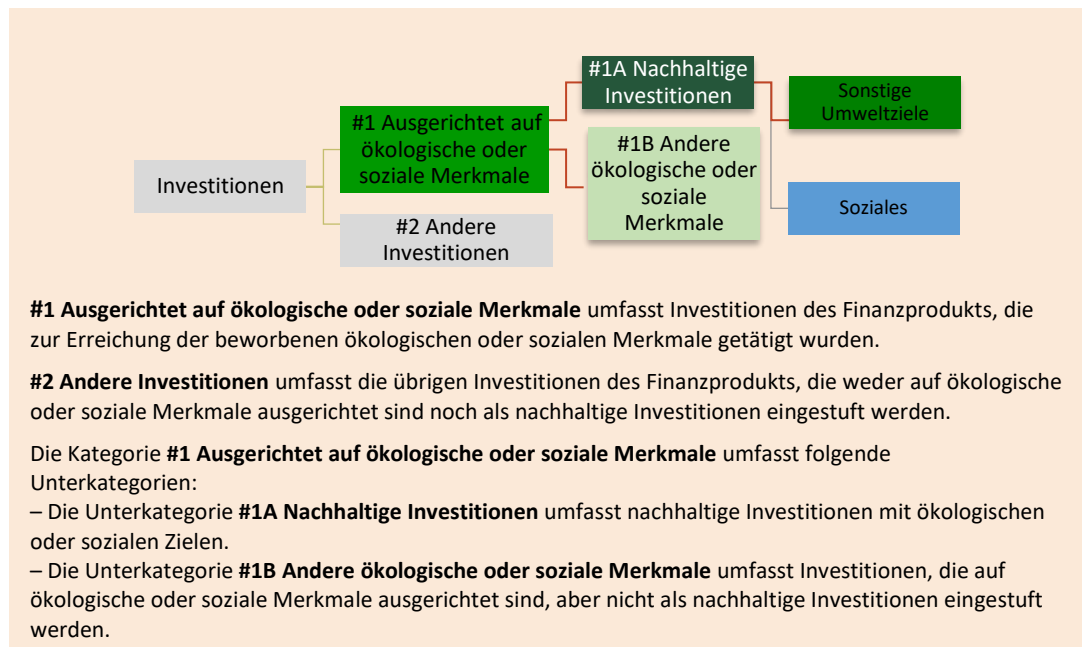 #1A Nachhaltige
Investitionen
Sonstige
Umweltziele
#1 Ausgerichtet auf
ökologische oder
soziale Merkmale
#1B Andere
ökologische oder
soziale
Merkmale
Investitionen
Soziales
#2 Andere
Investitionen
#1 Ausgerichtet auf ökologische oder soziale Merkmale umfasst Investitionen des Finanzprodukts, die
zur Erreichung der beworbenen ökologischen oder sozialen Merkmale getätigt wurden.
#2 Andere Investitionen umfasst die übrigen Investitionen des Finanzprodukts, die weder auf ökologische
oder soziale Merkmale ausgerichtet sind noch als nachhaltige Investitionen eingestuft werden.
Die Kategorie #1 Ausgerichtet auf ökologische oder soziale Merkmale umfasst folgende
Unterkategorien:
– Die Unterkategorie #1A Nachhaltige Investitionen umfasst nachhaltige Investitionen mit ökologischen
oder sozialen Zielen.
– Die Unterkategorie #1B Andere ökologische oder soziale Merkmale umfasst Investitionen, die auf
ökologische oder soziale Merkmale ausgerichtet sind, aber nicht als nachhaltige Investitionen eingestuft
werden.